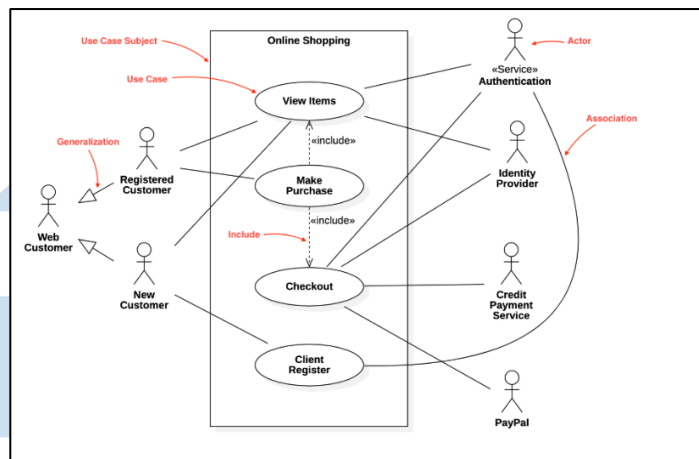 Use Case Subject
Online Shopping
Actor
«Service»
Authentication
Use Case
View Items
Association
Generalization
«include»
Registered
Customer
Make
Purchase
Identity
Provider
Web
Customer
«include»
Include
New
Customer
Checkout
Credit
Payment
Service
Client
Register
PayPal